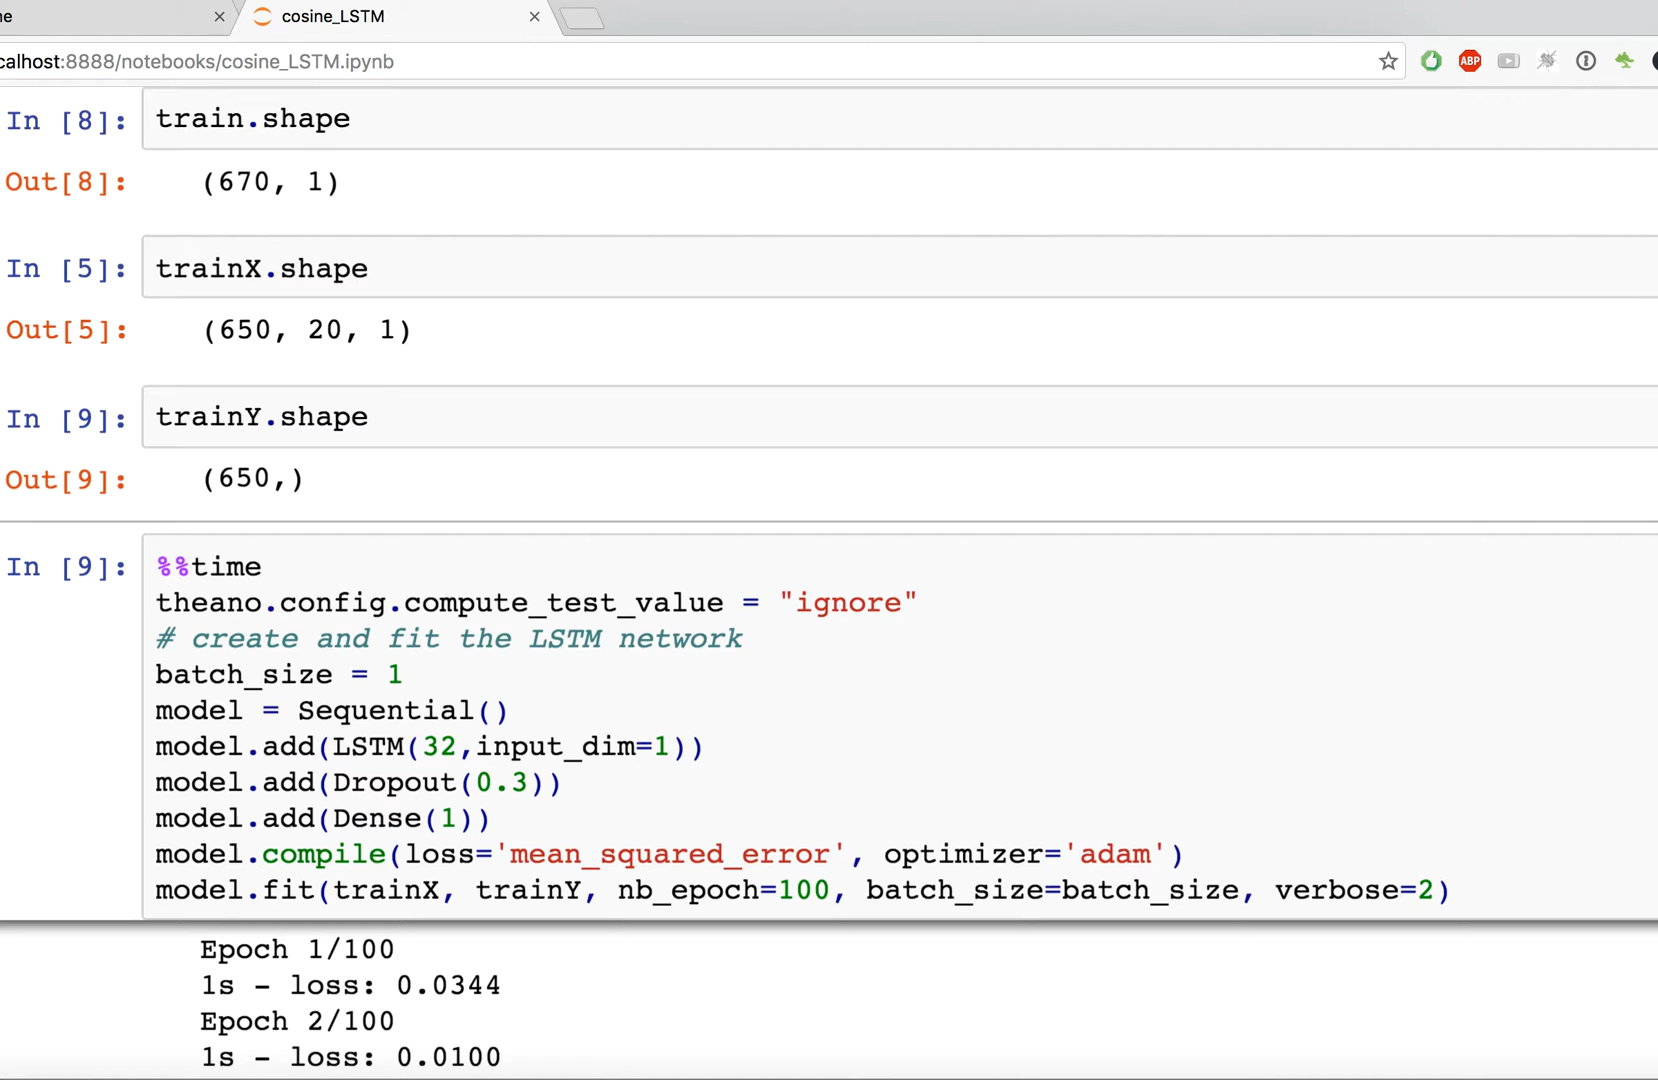 ne
cosine_LSTM
calhost:8888/notebooks/cosine_LSTM.ipynb
ABP
In [8]: train.shape
Out[8]: (670, 1)
In [5]: trainX.shape
Out[5]: (650, 20, 1)
In [9]: trainY.shape
Out[9]: (650,)
In [9]: %%time
theano.config.compute_test_value = "ignore"
# create and fit the LSTM network
batch_size = 1
model = Sequential()
model.add(LSTM(32,input_dim=1))
model.add(Dropout(0.3))
model.add(Dense(1))
model.compile(loss='mean_squared_error', optimizer='adam')
model.fit(trainX, trainY, nb_epoch=100, batch_size=batch_size, verbose=2)
Epoch 1/100
1s - loss: 0.0344
Epoch 2/100
1s - loss: 0.0100